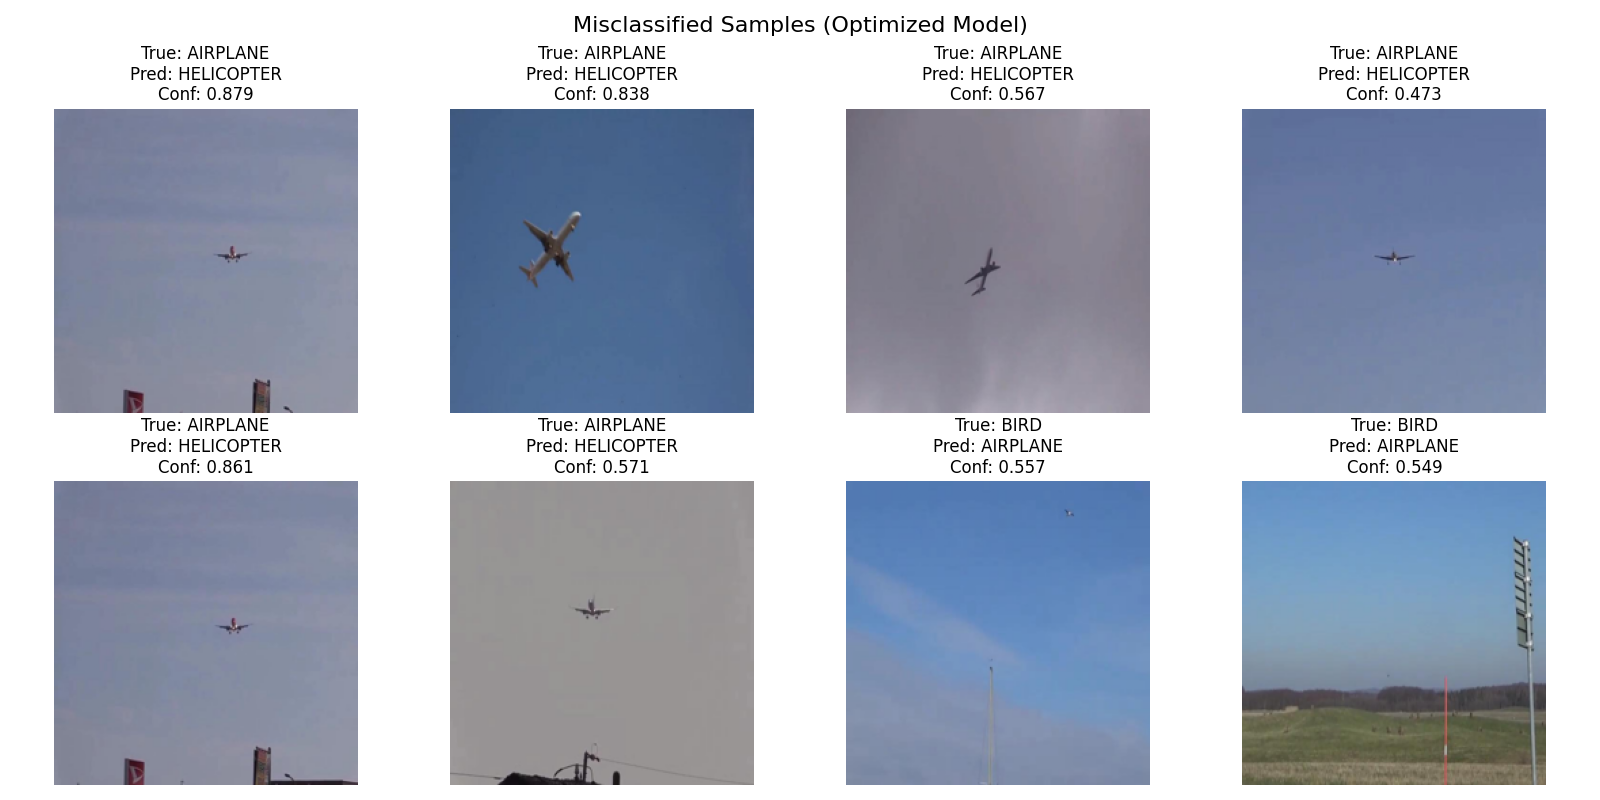 Misclassified Samples (Optimized Model)
True: AIRPLANE
Pred: HELICOPTER
Conf: 0.879
True: AIRPLANE
Pred: HELICOPTER
Conf: 0.838
True: AIRPLANE
Pred: HELICOPTER
Conf: 0.567
True: AIRPLANE
Pred: HELICOPTER
Conf: 0.473
True: AIRPLANE
Pred: HELICOPTER
Conf: 0.861
True: AIRPLANE
Pred: HELICOPTER
Conf: 0.571
True: BIRD
Pred: AIRPLANE
Conf: 0.557
True: BIRD
Pred: AIRPLANE
Conf: 0.549